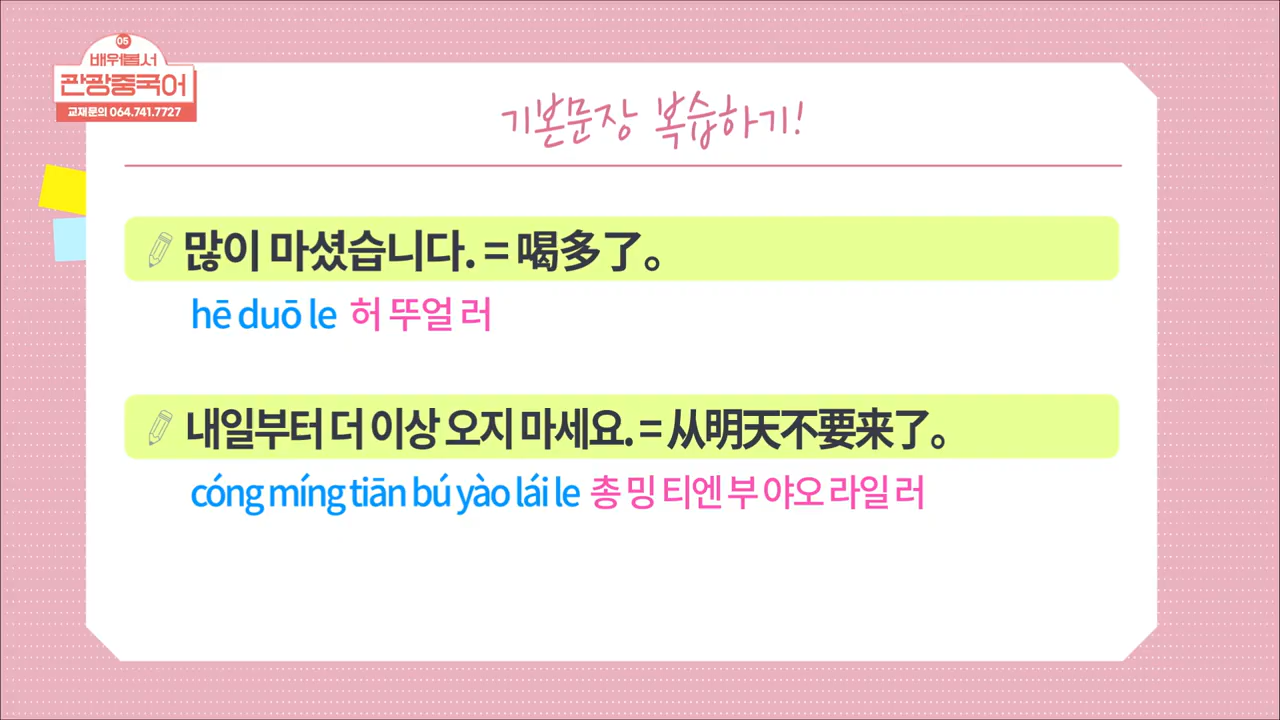 05
배워봅서
관광중국어
교재문의 064.741.7727
기본문장 복습하기!
많이 마셨습니다. = 喝多了。
hē duō le 허 뚜얼 러
내일부터 더 이상 오지 마세요. = 从明天不要来了。
cóng míng tiān bú yào lái le 총 밍 티엔 부 야오 라일 러